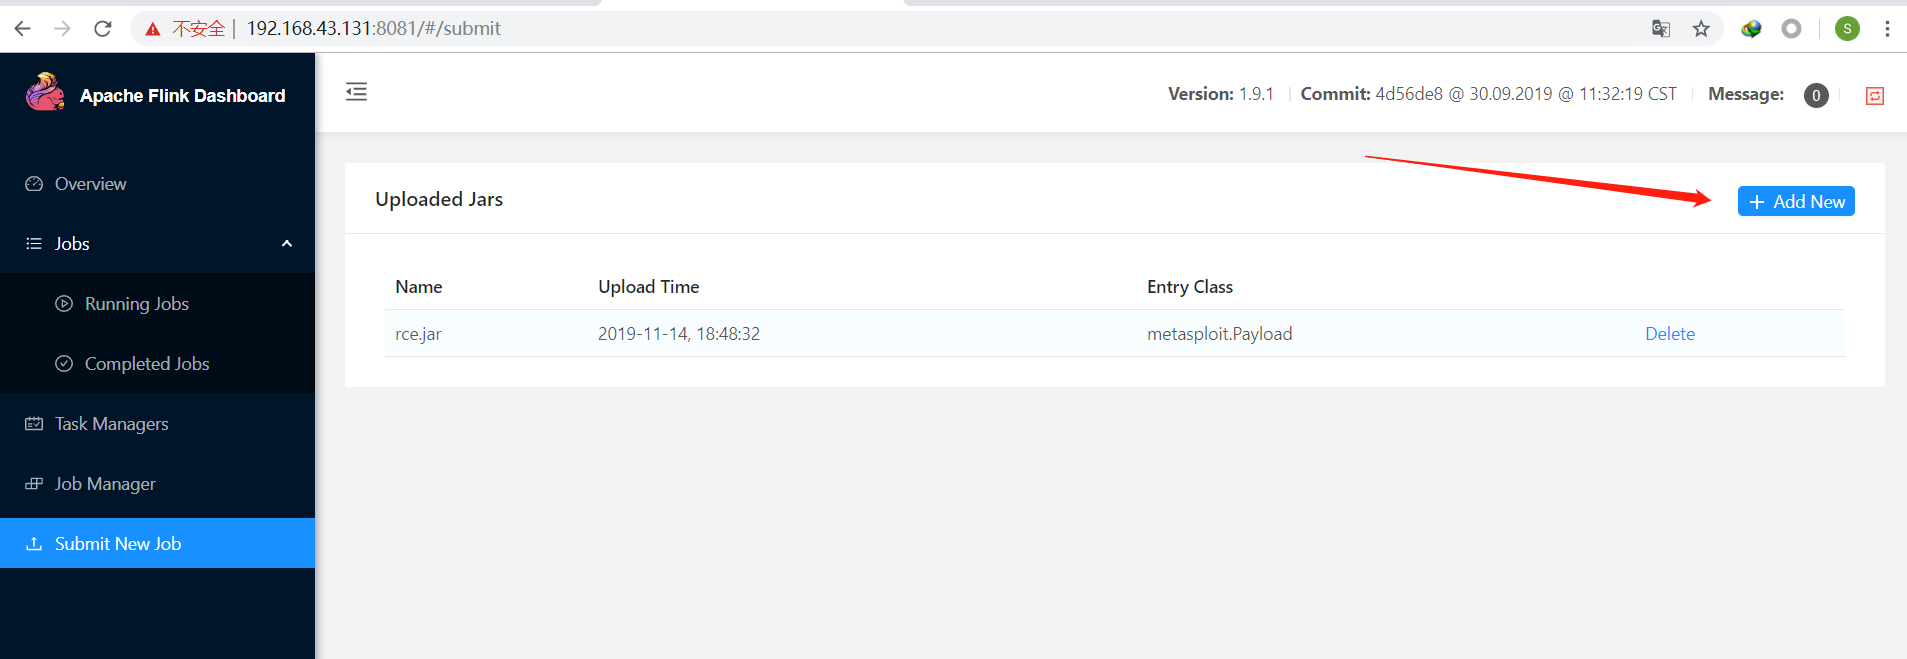 不安全 | 192.168.43.131:8081/#/submit
S
Apache Flink Dashboard
Version: 1.9.1 Commit: 4d56de8 @ 30.09.2019 @ 11:32:19 CST Message: 0
Overview
Jobs
Running Jobs
Completed Jobs
Task Managers
Job Manager
Submit New Job
Uploaded Jars
+ Add New
Name Upload Time Entry Class
rce.jar 2019-11-14, 18:48:32 metasploit.Payload Delete